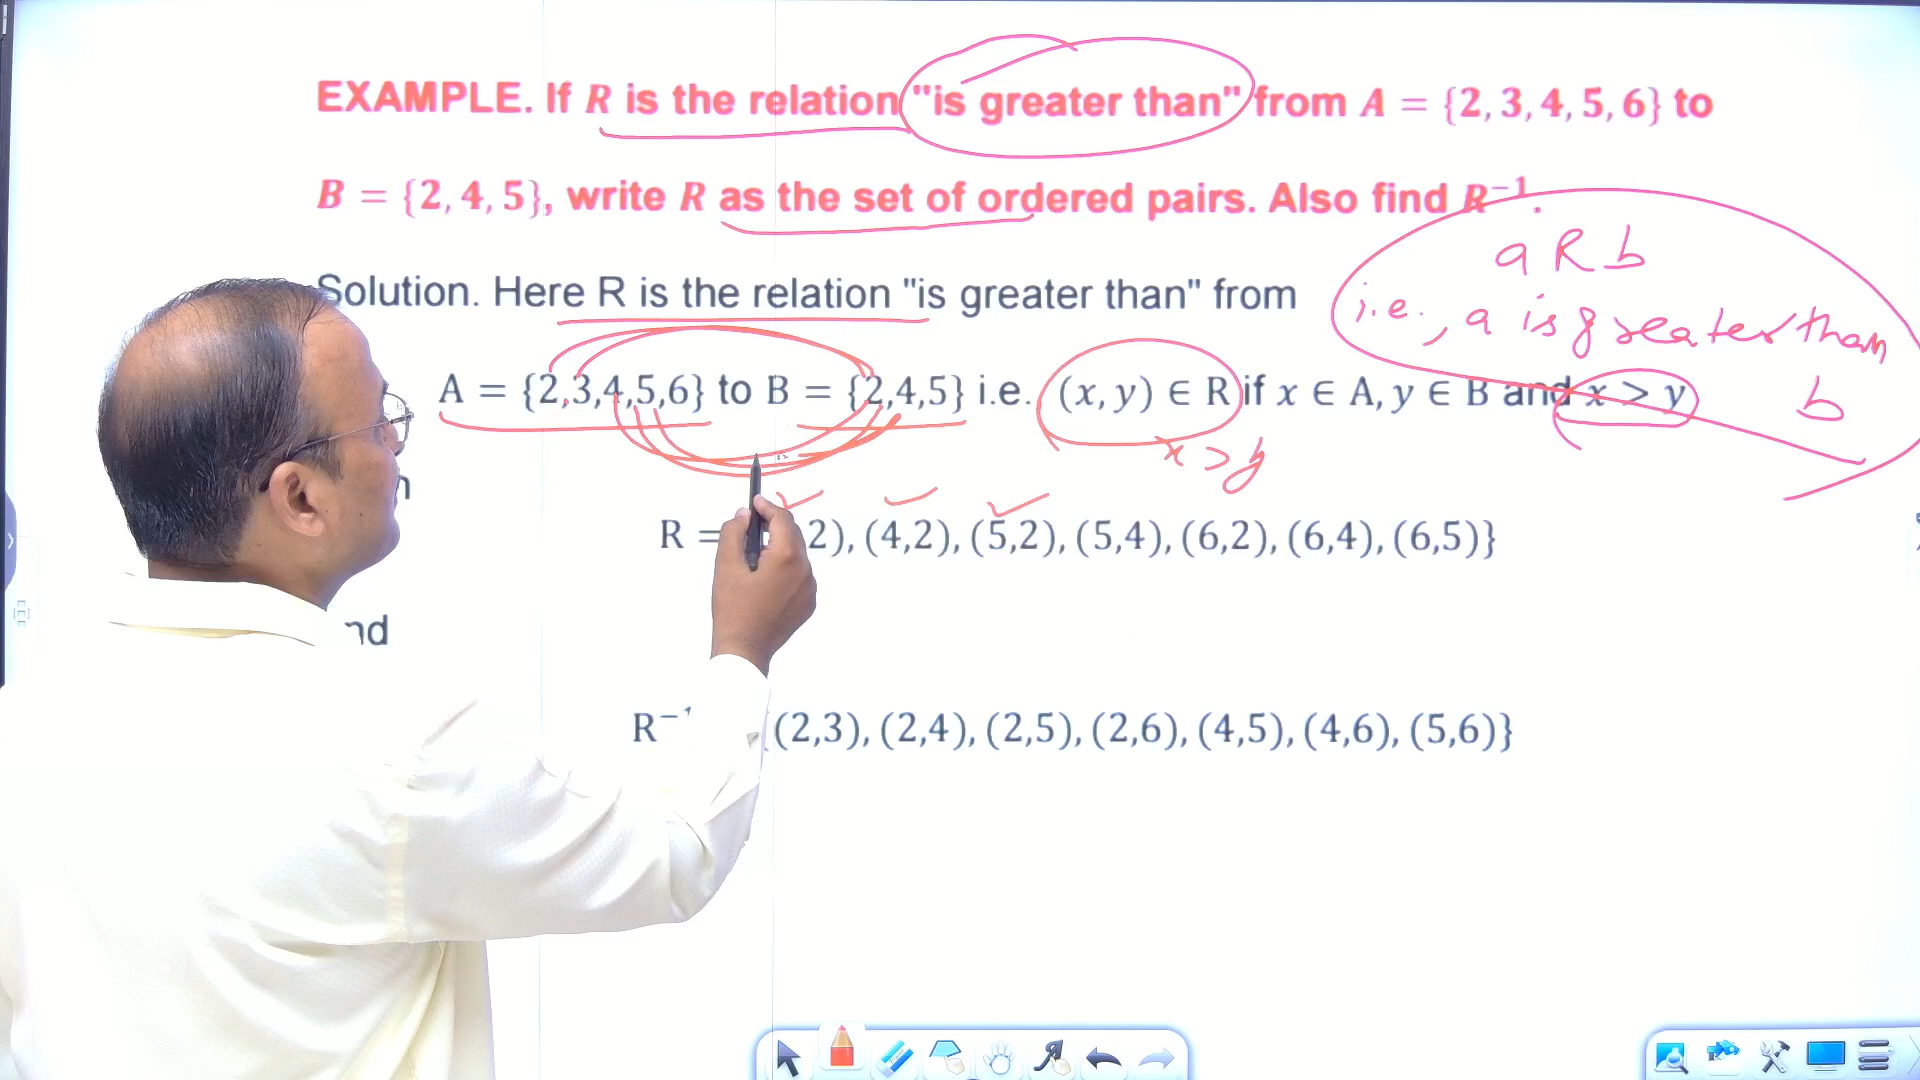 EXAMPLE. If R is the relation "is greater than" from A = {2, 3, 4, 5, 6} to
B = {2, 4, 5}, write R as the set of ordered pairs. Also find R⁻¹.
a R b
Solution. Here R is the relation "is greater than" from
i.e., a is greater than
b
A = {2,3,4,5,6} to B = {2,4,5} i.e. (x, y) ∈ R if x ∈ A, y ∈ B and x > y
x > y
R = 2), (4,2), (5,2), (5,4), (6,2), (6,4), (6,5)}
R⁻¹ (2,3), (2,4), (2,5), (2,6), (4,5), (4,6), (5,6)}